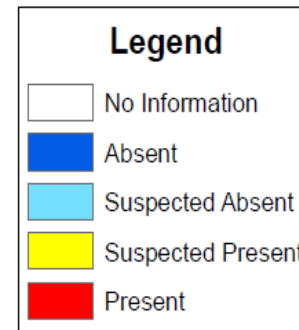 Legend
No Information
Absent
Suspected Absent
Suspected Present
Present